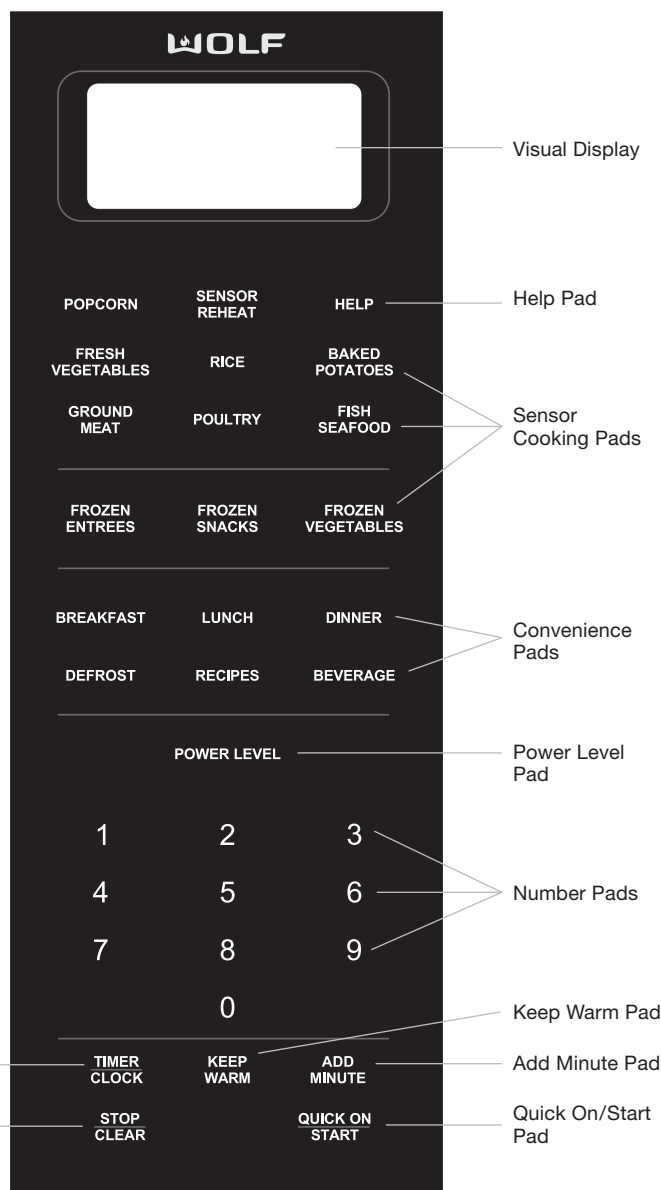 WOLF
Visual Display
POPCORN
SENSOR
REHEAT
HELP
Help Pad
FRESH
VEGETABLES
RICE
BAKED
POTATOES
GROUND
MEAT
POULTRY
FISH
SEAFOOD
Sensor
Cooking Pads
FROZEN
ENTREES
FROZEN
SNACKS
FROZEN
VEGETABLES
BREAKFAST
LUNCH
DINNER
DEFROST
RECIPES
BEVERAGE
Convenience
Pads
POWER LEVEL
Power Level
Pad
1 2 3
4 5 6
7 8 9
0
Number Pads
Keep Warm Pad
TIMER
CLOCK
KEEP
WARM
ADD
MINUTE
Add Minute Pad
STOP
CLEAR
QUICK ON
START
Quick On/Start
Pad